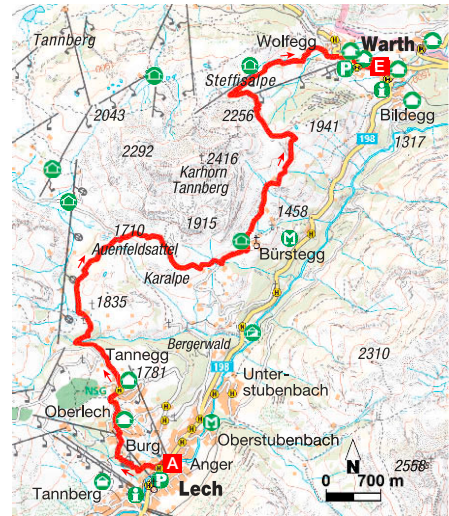 Wolfegg
Warth
Tannberg
E
P
Steffisalpe
2043
2256
1941
Bildegg
198
1317
2292
2416
Karhorn
Tannberg
1458
1915
1710
M
Auenfeldsattel
Bürstegg
Karalpe
1835
Bergerwald
Tannegg
2310
1781
198
Unter-
stubenbach
NSG
Oberlech
M
Oberstubenbach
Burg
A
Anger
N
2558
Tannberg
P
Lech
0 700 m